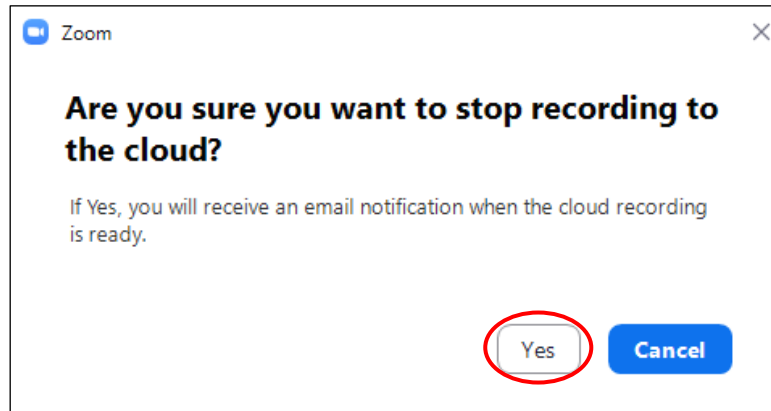 Zoom
Are you sure you want to stop recording to
the cloud?
If Yes, you will receive an email notification when the cloud recording
is ready.
Yes
Cancel